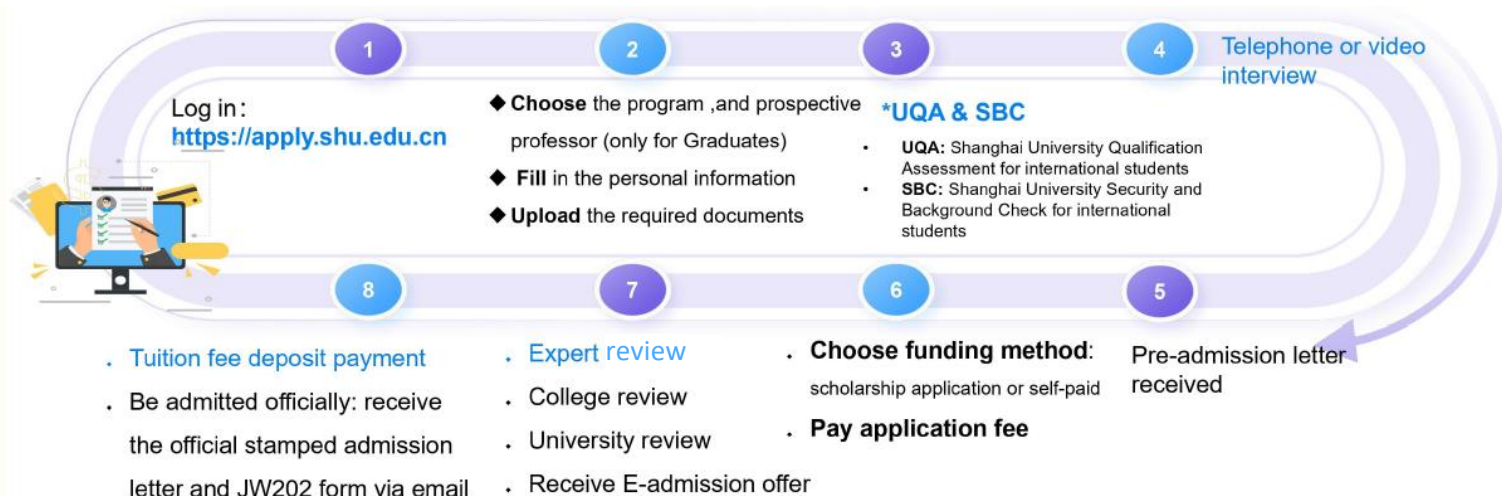 1
Log in:
https://apply.shu.edu.cn
2
◆ Choose the program ,and prospective
professor (only for Graduates)
◆ Fill in the personal information
◆ Upload the required documents
3
*UQA & SBC
• UQA: Shanghai University Qualification
Assessment for international students
• SBC: Shanghai University Security and
Background Check for international
students
4
Telephone or video
interview
5
Pre-admission letter
received
6
. Choose funding method:
scholarship application or self-paid
. Pay application fee
7
. Expert review
. College review
. University review
. Receive E-admission offer
8
. Tuition fee deposit payment
. Be admitted officially: receive
the official stamped admission
letter and JW202 form via email